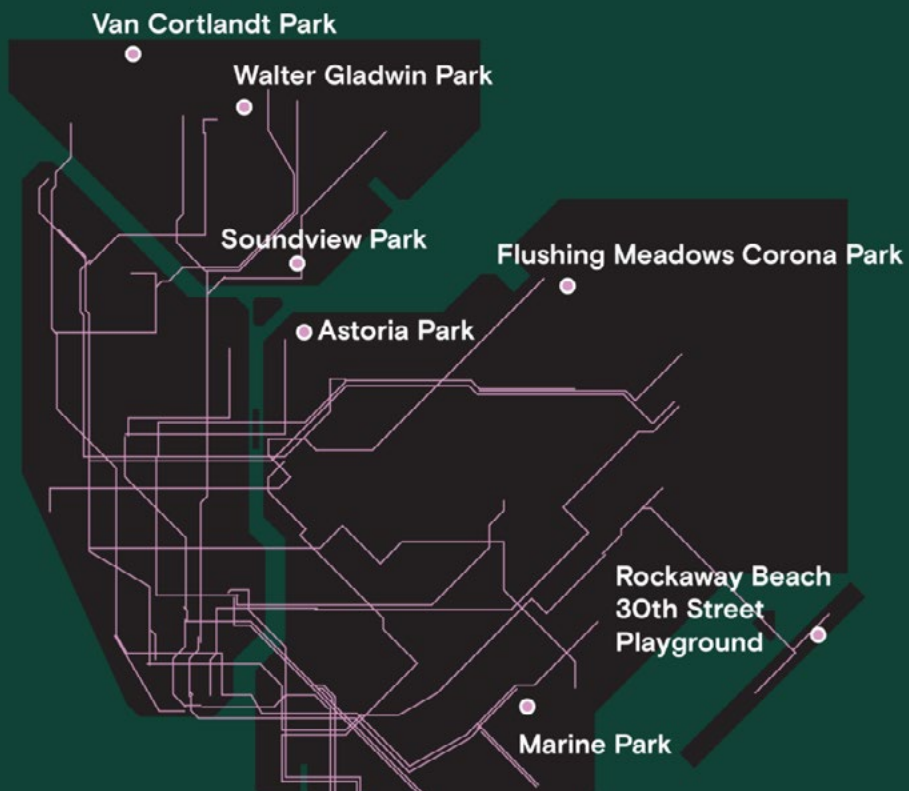 Van Cortlandt Park
Walter Gladwin Park
Soundview Park
Flushing Meadows Corona Park
Astoria Park
Rockaway Beach
30th Street
Playground
Marine Park